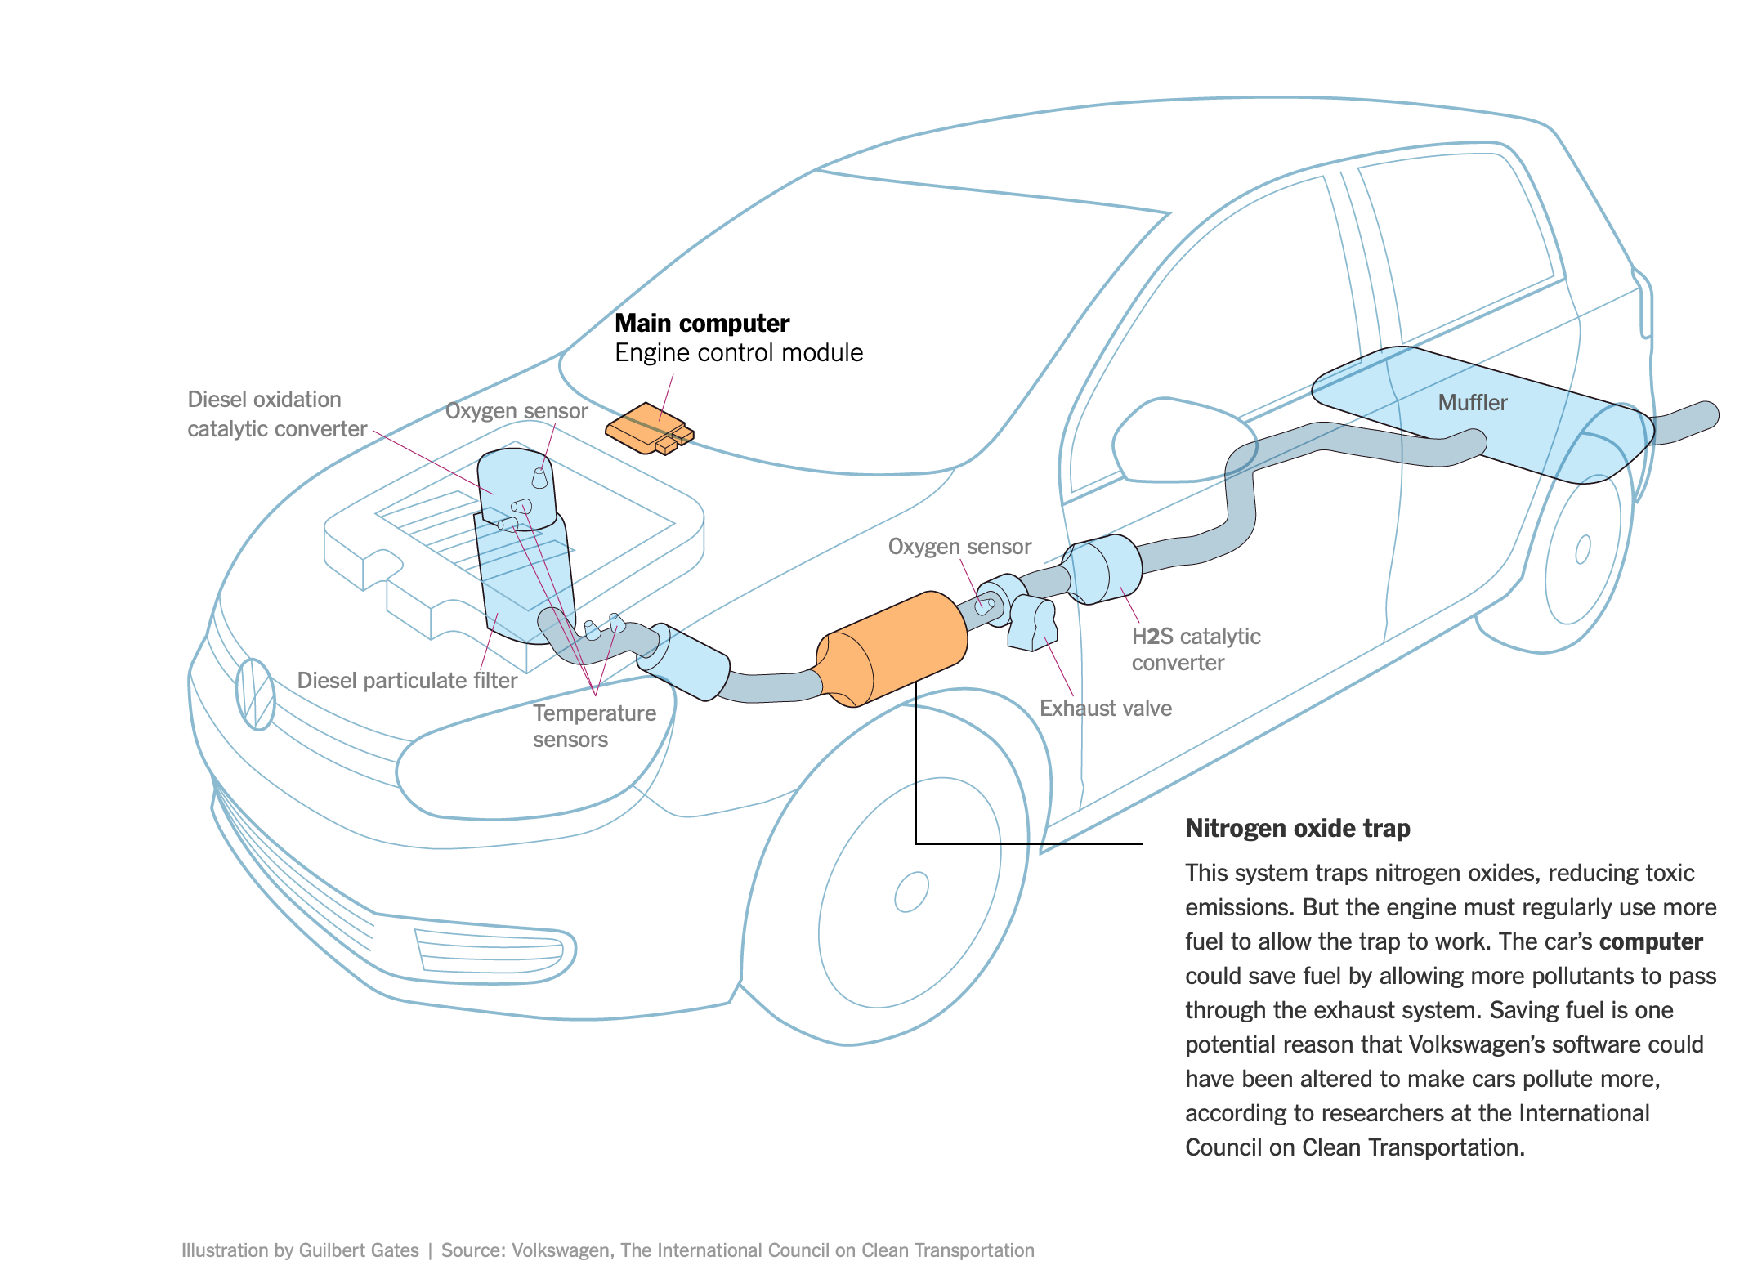 Main computer
Engine control module
Diesel oxidation
catalytic converter
Oxygen sensor
Muffler
Oxygen sensor
H2S catalytic
converter
Diesel particulate filter
Exhaust valve
Temperature
sensors
Nitrogen oxide trap
This system traps nitrogen oxides, reducing toxic
emissions. But the engine must regularly use more
fuel to allow the trap to work. The car’s computer
could save fuel by allowing more pollutants to pass
through the exhaust system. Saving fuel is one
potential reason that Volkswagen’s software could
have been altered to make cars pollute more,
according to researchers at the International
Council on Clean Transportation.
Illustration by Guilbert Gates | Source: Volkswagen, The International Council on Clean Transportation